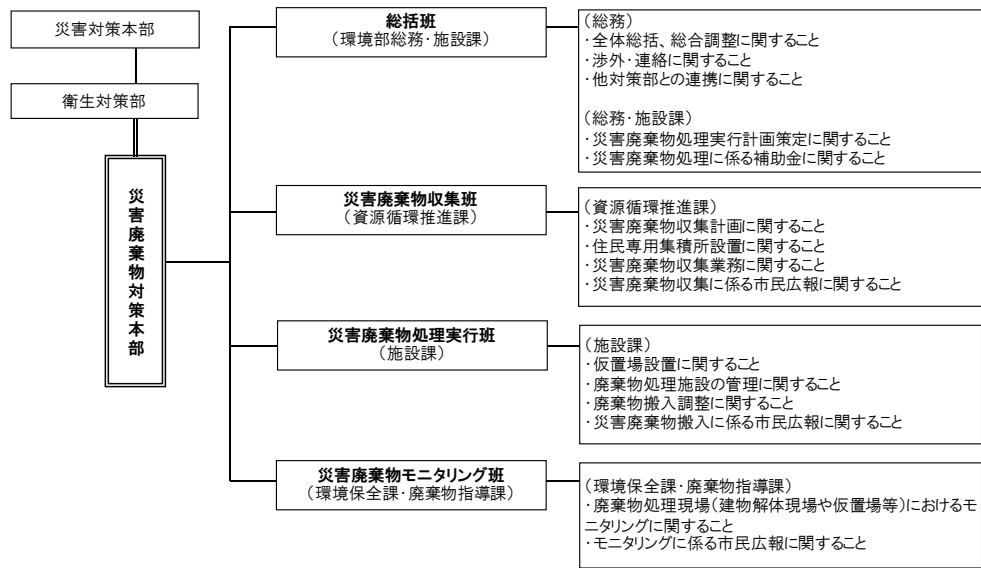 災害対策本部
衛生対策部
災害廃棄物対策本部
総括班
（環境部総務・施設課）
（総務）
・全体総括、総合調整に関すること
・渉外・連絡に関すること
・他対策部との連携に関すること
（総務・施設課）
・災害廃棄物処理実行計画策定に関すること
・災害廃棄物処理に係る補助金に関すること
災害廃棄物収集班
（資源循環推進課）
（資源循環推進課）
・災害廃棄物収集計画に関すること
・住民専用集積所設置に関すること
・災害廃棄物収集業務に関すること
・災害廃棄物収集に係る市民広報に関すること
災害廃棄物処理実行班
（施設課）
（施設課）
・仮置場設置に関すること
・廃棄物処理施設の管理に関すること
・廃棄物搬入調整に関すること
・災害廃棄物搬入に係る市民広報に関すること
災害廃棄物モニタリング班
（環境保全課・廃棄物指導課）
（環境保全課・廃棄物指導課）
・廃棄物処理現場（建物解体現場や仮置場等）におけるモ
ニタリングに関すること
・モニタリングに係る市民広報に関すること